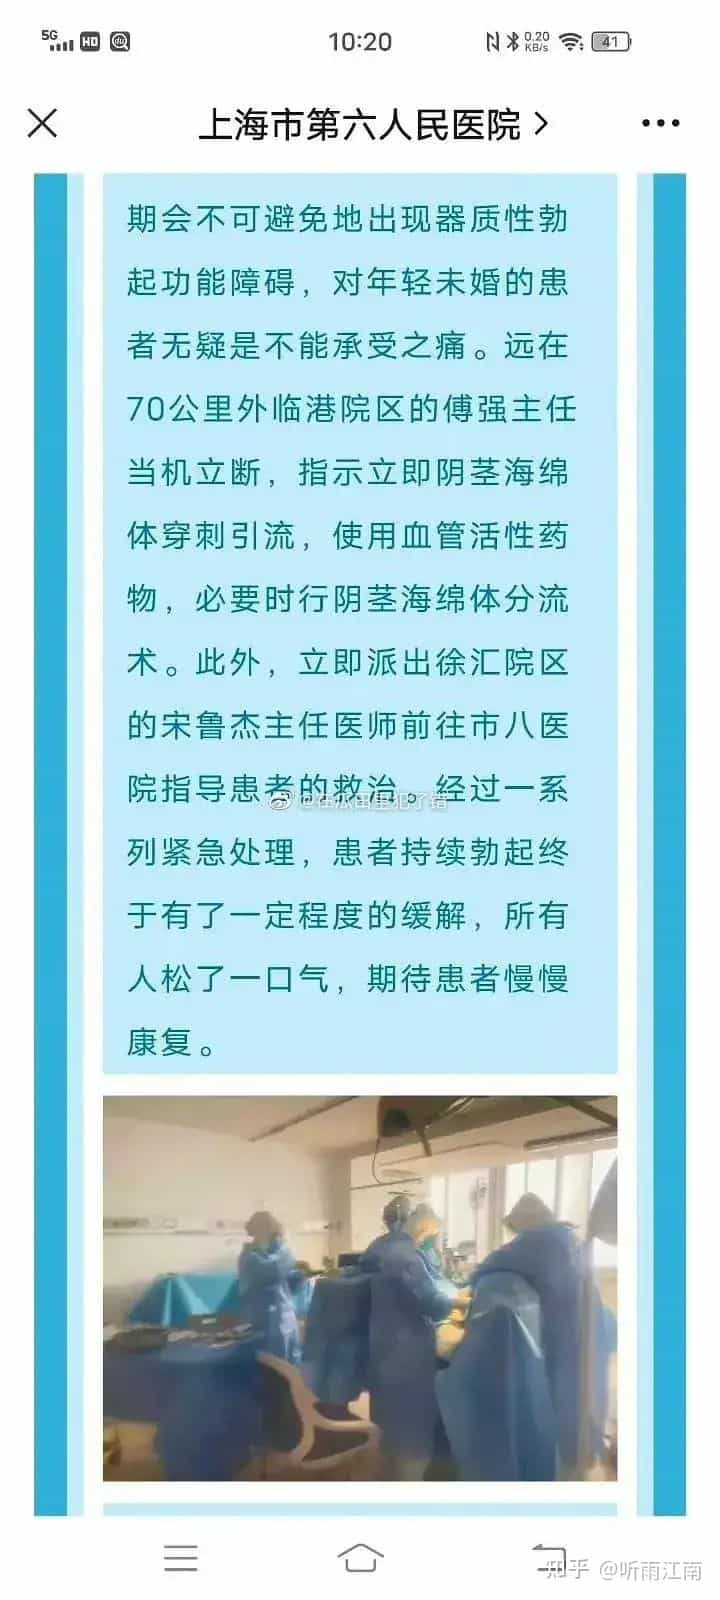 5G HD 10:20 0.20 KB/s 41
上海市第六人民医院
期会不可避免地出现器质性勃
起功能障碍，对年轻未婚的患
者无疑是不能承受之痛。远在
70公里外临港院区的傅强主任
当机立断，指示立即阴茎海绵
体穿刺引流，使用血管活性药
物，必要时行阴茎海绵体分流
术。此外，立即派出徐汇院区
的宋鲁杰主任医师前往市八医
院指导患者的救治。经过一系
@在瓜田里犯了错
列紧急处理，患者持续勃起终
于有了一定程度的缓解，所有
人松了一口气，期待患者慢慢
康复。
知乎 @听雨江南